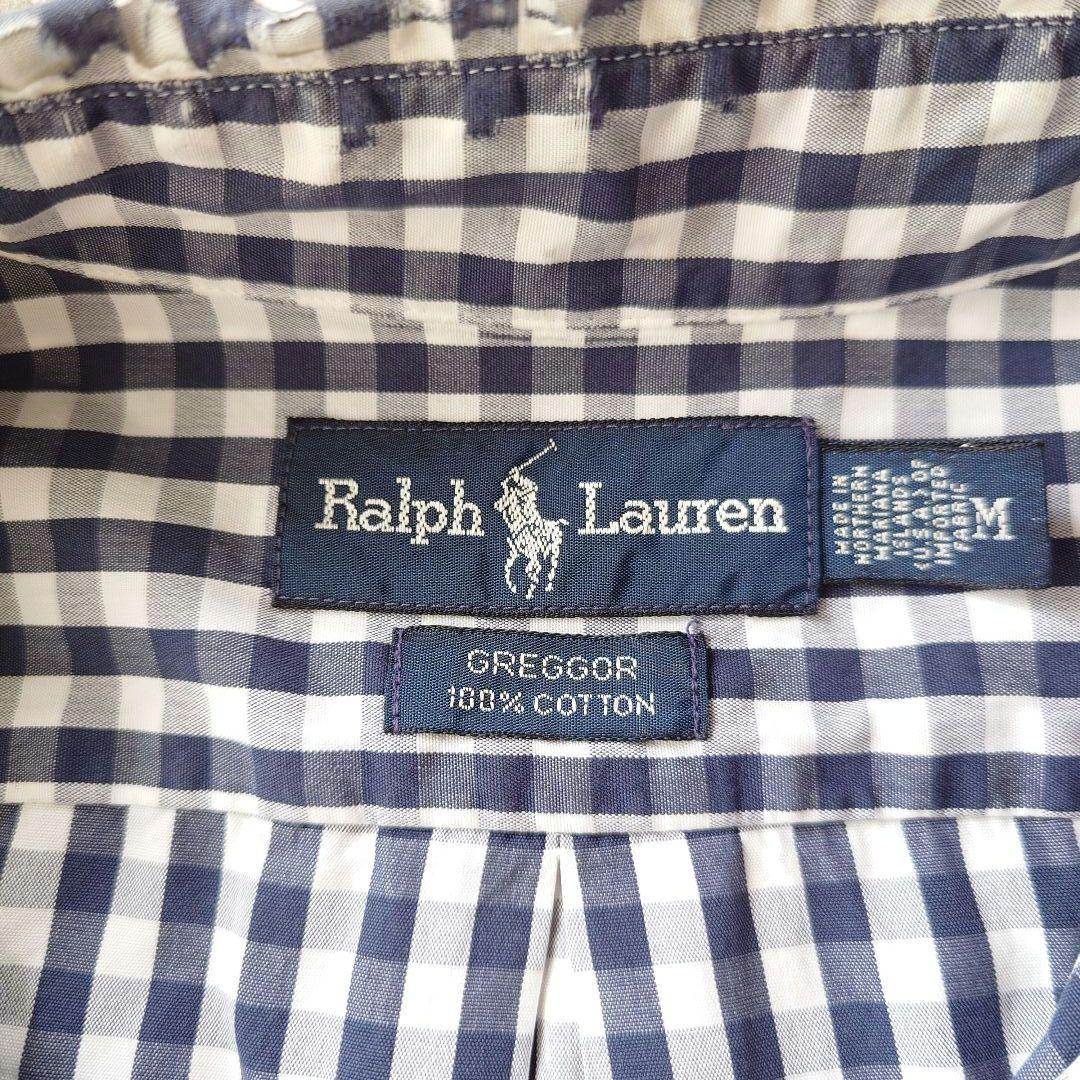 Ralph Lauren
GREGGOR
100% COTTON
MADE IN
NORTHERN
MARIANA
ISLANDS
(U.S.A.) OF
IMPORTED
FABRIC
M